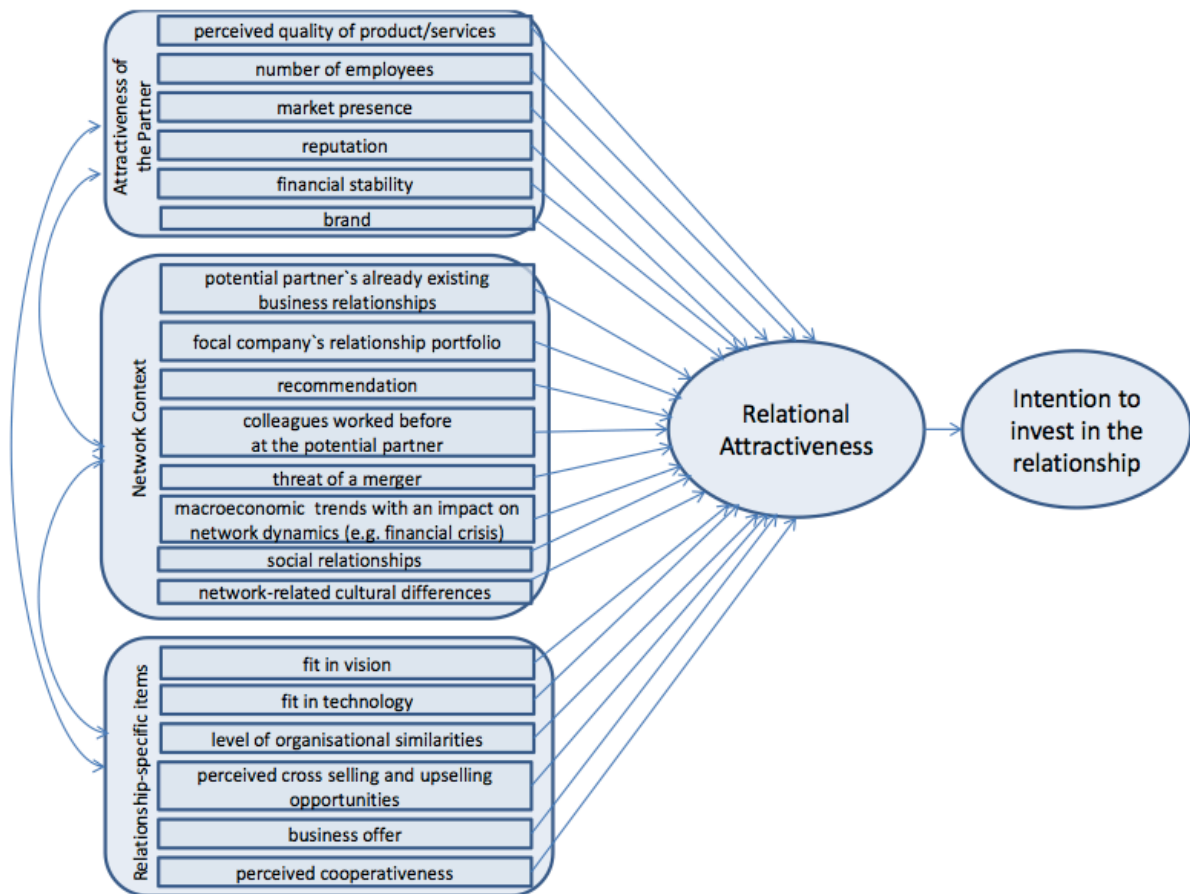 Attractiveness of
the Partner
perceived quality of product/services
number of employees
market presence
reputation
financial stability
brand
Network Context
potential partner`s already existing
business relationships
focal company`s relationship portfolio
recommendation
colleagues worked before
at the potential partner
threat of a merger
macroeconomic trends with an impact on
network dynamics (e.g. financial crisis)
social relationships
network-related cultural differences
Relationship-specific items
fit in vision
fit in technology
level of organisational similarities
perceived cross selling and upselling
opportunities
business offer
perceived cooperativeness
Relational
Attractiveness
Intention to
invest in the
relationship